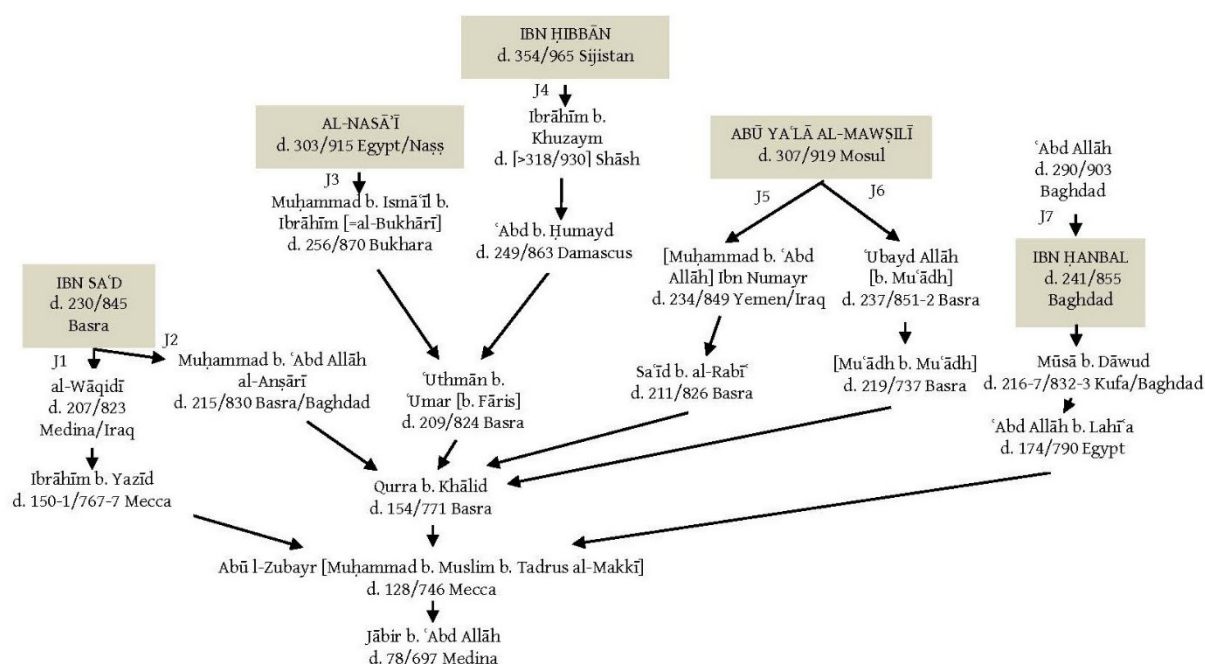 IBN ḤIBBĀN
d. 354/965 Sijistan
J4
Ibrāhīm b.
Khuzaym
d. [>318/930] Shāsh
AL-NASĀʾĪ
d. 303/915 Egypt/Naṣṣ
J3
Muḥammad b. Ismāʿīl b.
Ibrāhīm [=al-Bukhārī]
d. 256/870 Bukhara
ʿAbd b. Ḥumayd
d. 249/863 Damascus
ABŪ YAʿLĀ AL-MAWṢILĪ
d. 307/919 Mosul
J5
J6
[Muḥammad b. ʿAbd
Allāh] Ibn Numayr
d. 234/849 Yemen/Iraq
ʿUbayd Allāh
[b. Muʿādh]
d. 237/851-2 Basra
ʿAbd Allāh
d. 290/903
Baghdad
J7
IBN ḤANBAL
d. 241/855
Baghdad
IBN SAʿD
d. 230/845
Basra
J1
J2
al-Wāqidī
d. 207/823
Medina/Iraq
Muḥammad b. ʿAbd Allāh
al-Anṣārī
d. 215/830 Basra/Baghdad
ʿUthmān b.
ʿUmar [b. Fāris]
d. 209/824 Basra
Saʿīd b. al-Rabīʿ
d. 211/826 Basra
[Muʿādh b. Muʿādh]
d. 219/737 Basra
Mūsā b. Dāwud
d. 216-7/832-3 Kufa/Baghdad
ʿAbd Allāh b. Lahīʿa
d. 174/790 Egypt
Ibrāhīm b. Yazīd
d. 150-1/767-7 Mecca
Qurra b. Khālid
d. 154/771 Basra
Abū l-Zubayr [Muḥammad b. Muslim b. Tadrus al-Makkī]
d. 128/746 Mecca
Jābir b. ʿAbd Allāh
d. 78/697 Medina